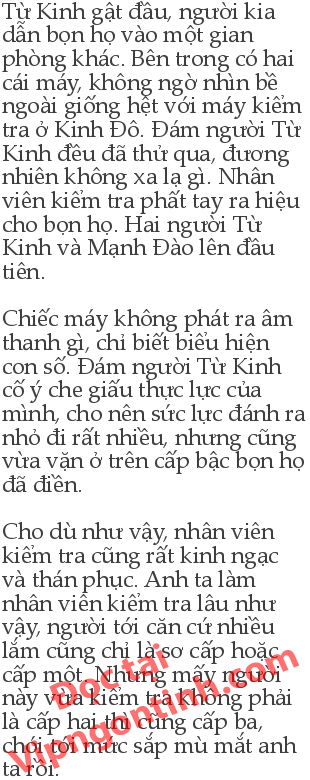 Từ Kinh gật đầu, người kia
dẫn bọn họ vào một gian
phòng khác. Bên trong có hai
cái máy, không ngờ nhìn bề
ngoài giống hệt với máy kiểm
tra ở Kinh Đô. Đám người Từ
Kinh đều đã thử qua, đương
nhiên không xa lạ gì. Nhân
viên kiểm tra phất tay ra hiệu
cho bọn họ. Hai người Từ
Kinh và Mạnh Đào lên đầu
tiên.
Chiếc máy không phát ra âm
thanh gì, chỉ biết biểu hiện
con số. Đám người Từ Kinh
cố ý che giấu thực lực của
mình, cho nên sức lực đánh ra
nhỏ đi rất nhiều, nhưng cũng
vừa vặn ở trên cấp bậc bọn họ
đã điền.
Cho dù như vậy, nhân viên
kiểm tra cũng rất kinh ngạc
và thán phục. Anh ta làm
nhân viên kiểm tra lâu như
vậy, người tới căn cứ nhiều
lắm cũng chỉ là sơ cấp hoặc
cấp một. Nhưng mấy người
này vừa kiểm tra không phải
là cấp hai thì cũng cấp ba,
chói tới mức sắp mù mắt anh
ta rồi.
Đọc tại
Vipngontinh.com